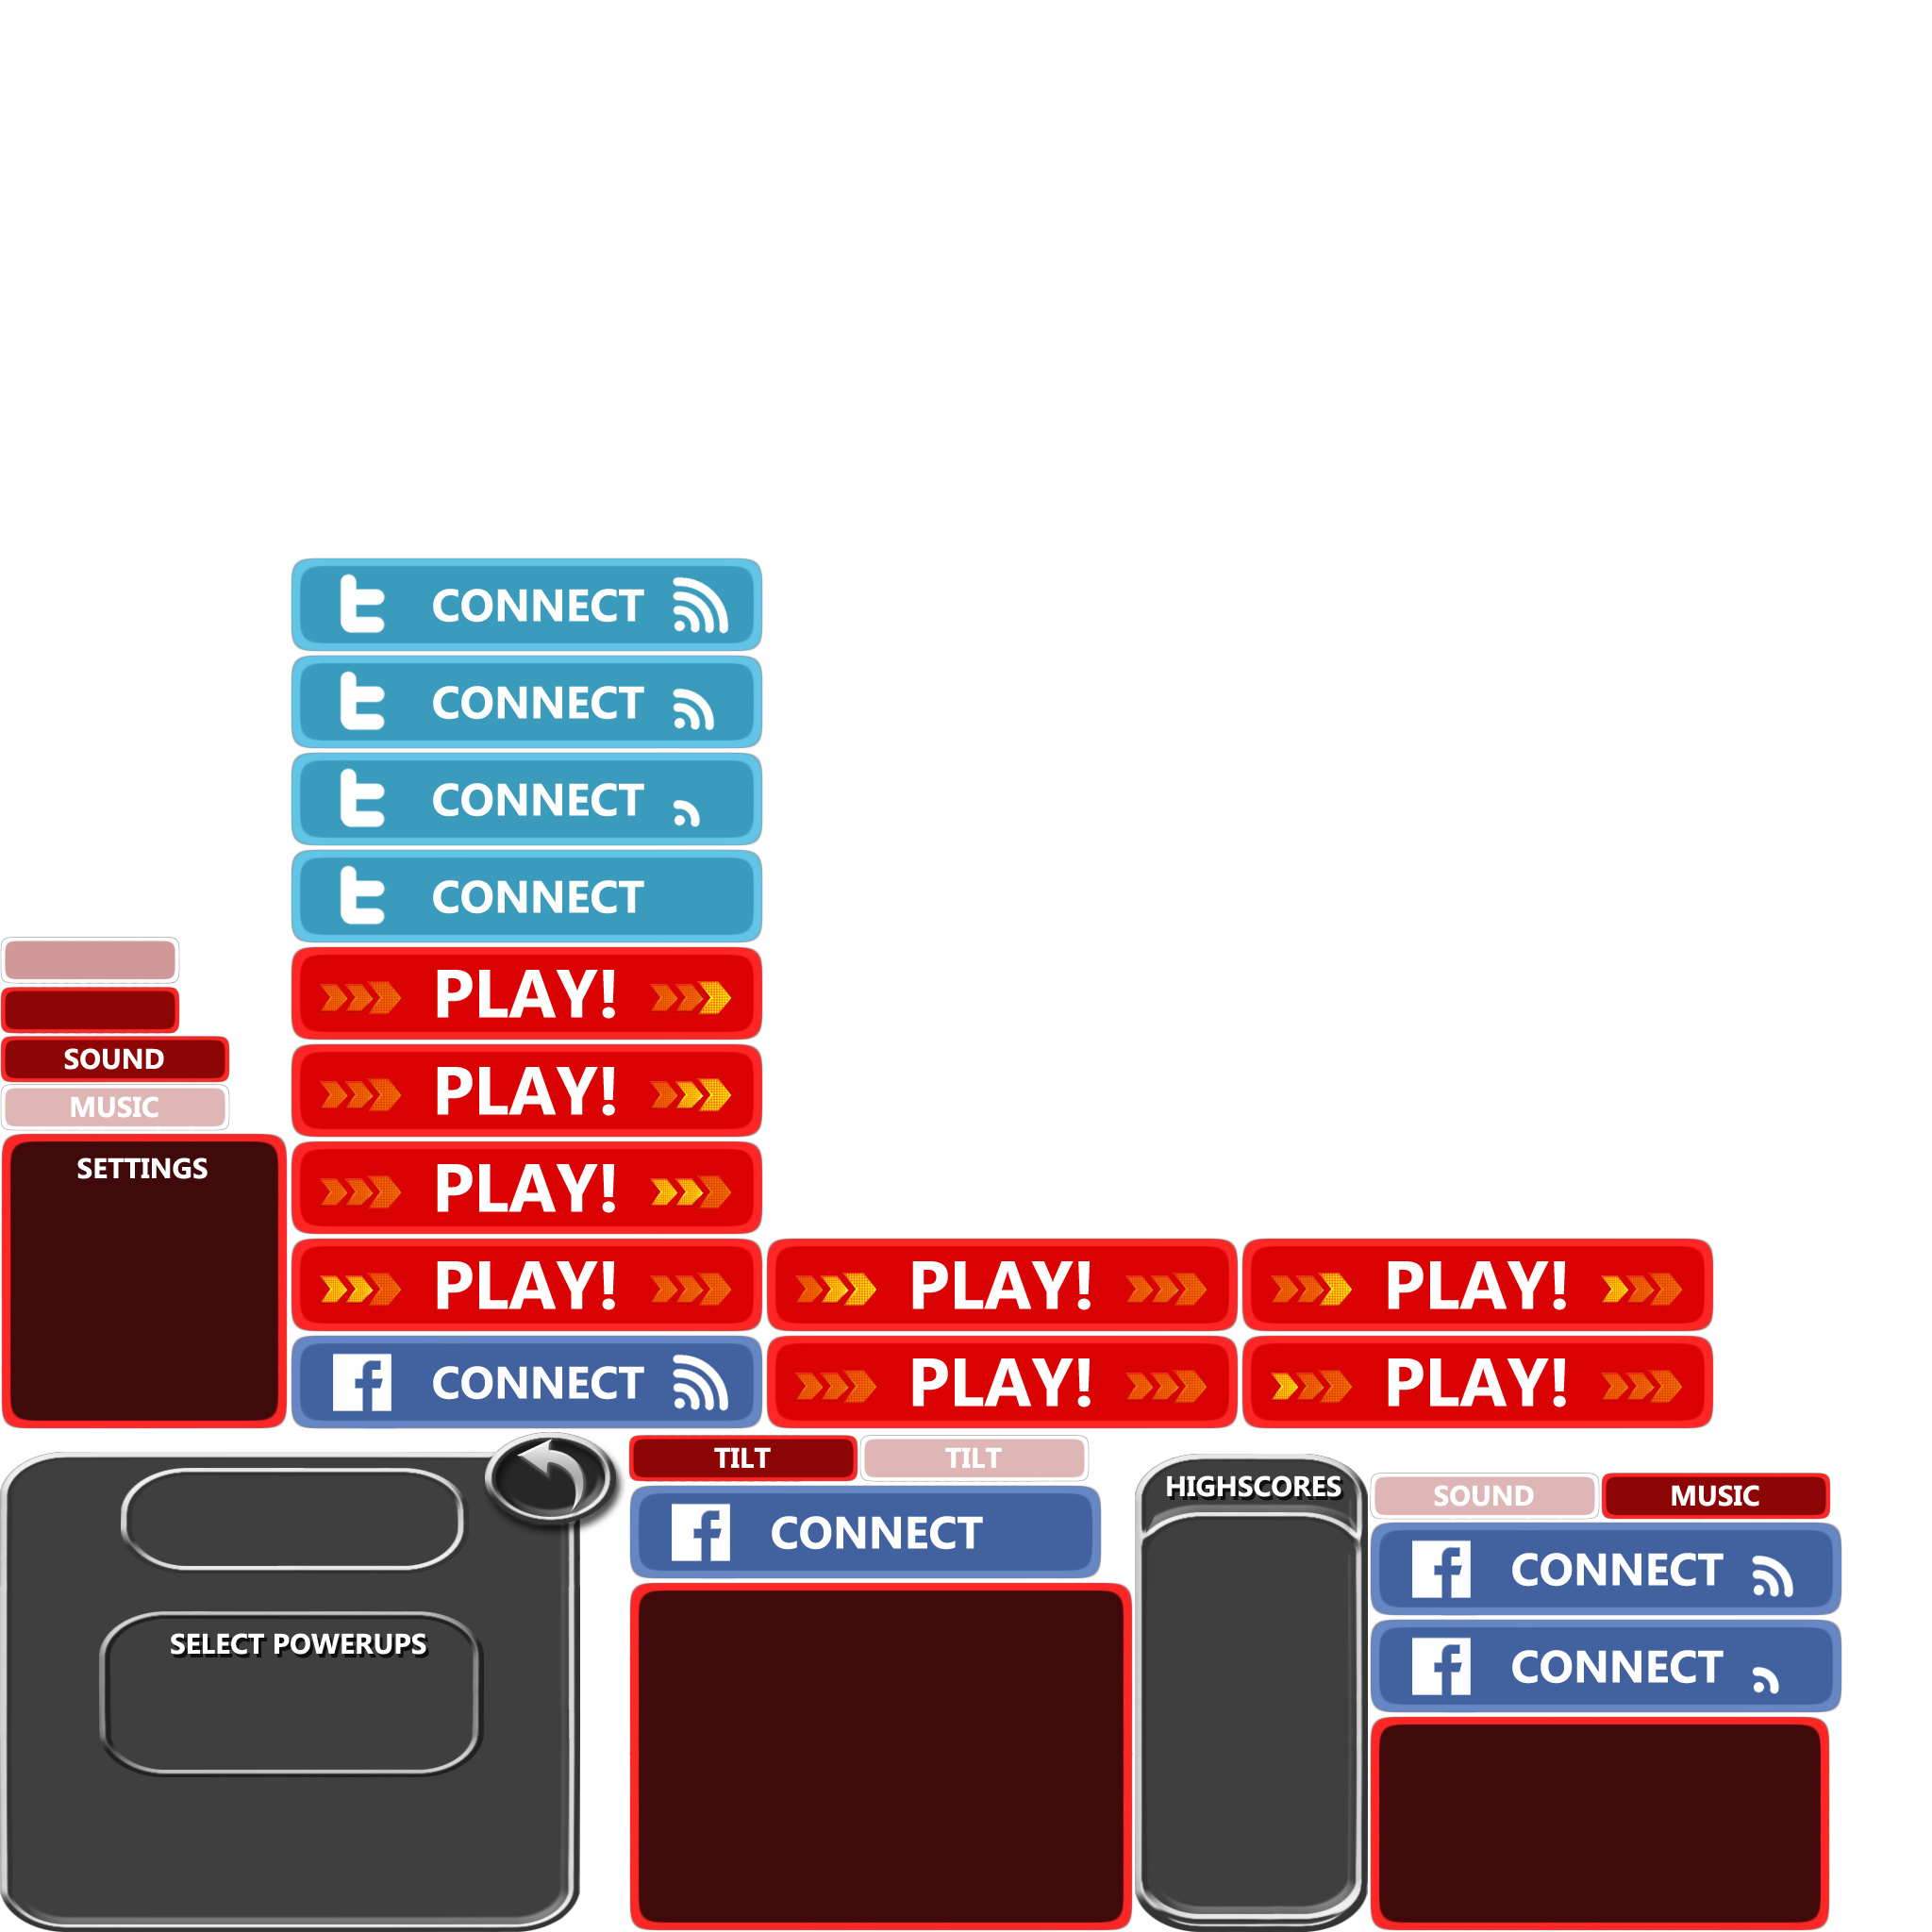 CONNECT
CONNECT
CONNECT
CONNECT
PLAY!
SOUND
PLAY!
MUSIC
SETTINGS
PLAY!
PLAY! PLAY! PLAY!
CONNECT PLAY! PLAY!
TILT TILT
HIGHSCORES
SOUND MUSIC
CONNECT
CONNECT
SELECT POWERUPS
CONNECT